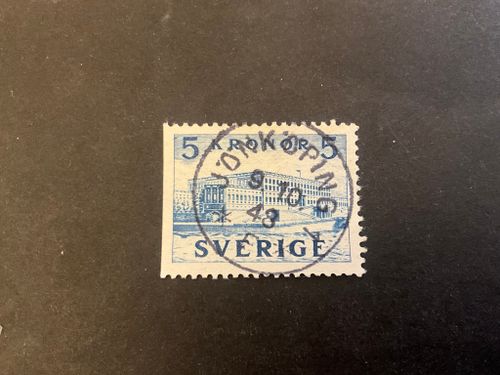 5 KRONOR 5
JÖNKÖPING
9.10.
43
SVERIGE